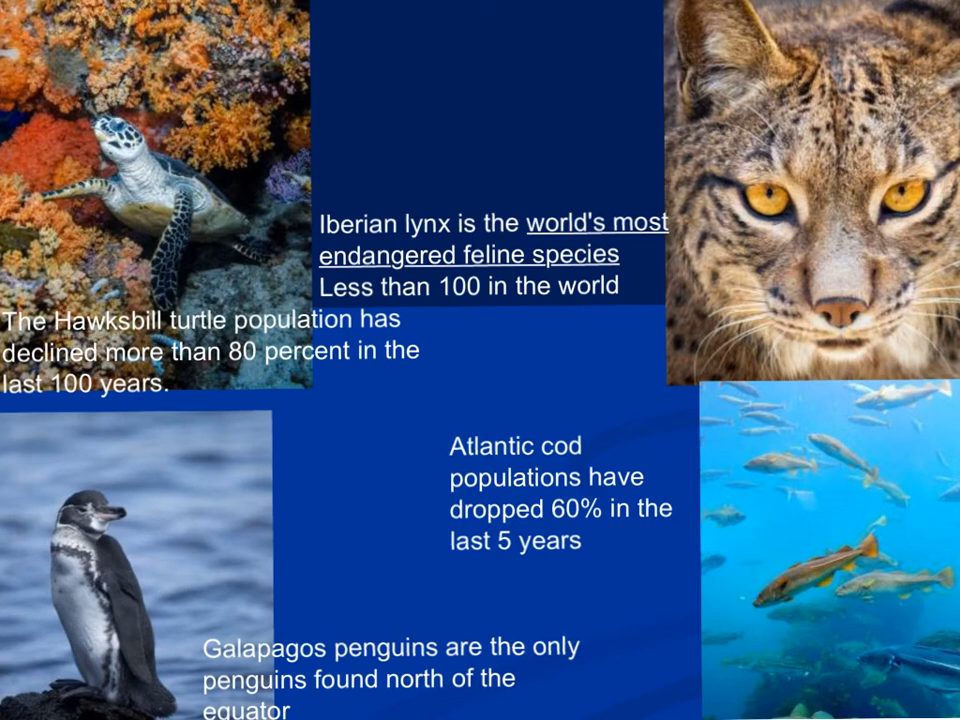 Iberian lynx is the world's most
endangered feline species
Less than 100 in the world
The Hawksbill turtle population has
declined more than 80 percent in the
last 100 years.
Atlantic cod
populations have
dropped 60% in the
last 5 years
Galapagos penguins are the only
penguins found north of the
equator